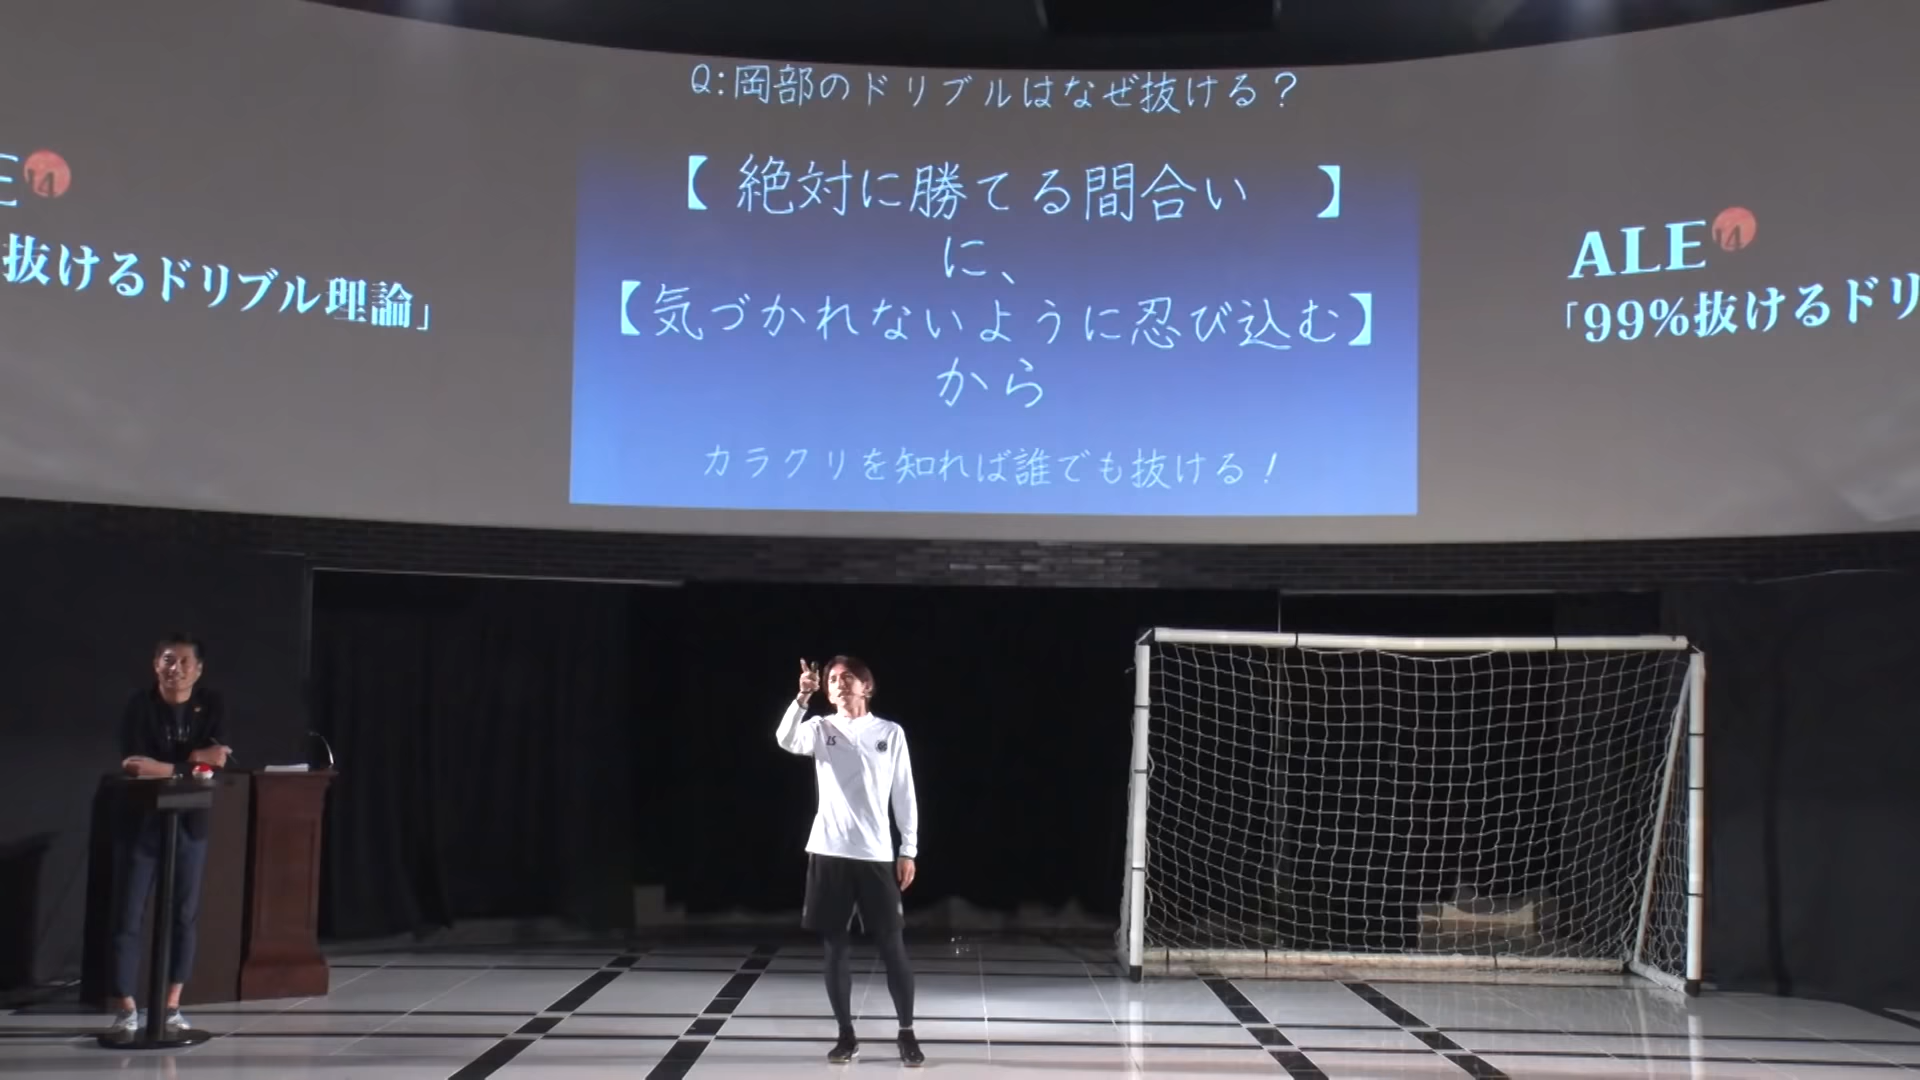 Q:岡部のドリブルはなぜ抜ける？
【 絶対に勝てる間合い 】
に、
【気づかれないように忍び込む】
から
カラクリを知れば誰でも抜ける！
E14
抜けるドリブル理論」
ALE14
「99%抜けるドリ